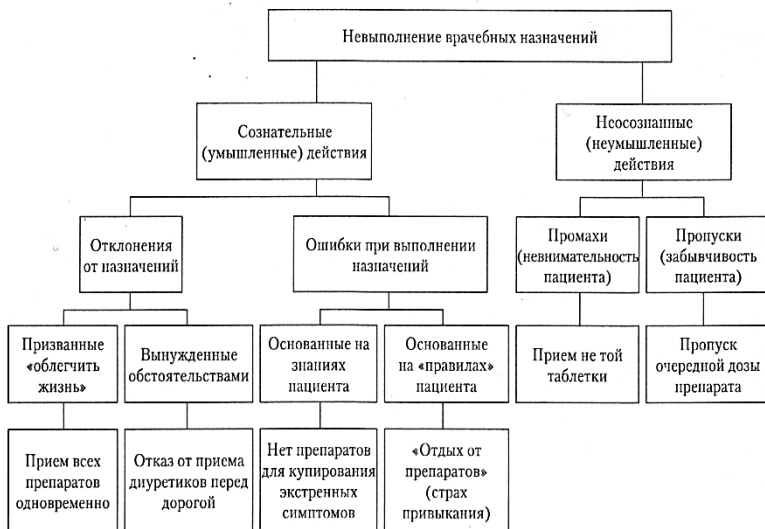 Невыполнение врачебных назначений
Сознательные
(умышленные) действия
Неосознанные
(неумышленные)
действия
Отклонения
от назначений
Ошибки при выполнении
назначений
Промахи
(невнимательность
пациента)
Пропуски
(забывчивость
пациента)
Призванные
«облегчить
жизнь»
Вынужденные
обстоятельствами
Основанные на
знаниях
пациента
Основанные
на «правилах»
пациента
Прием не той
таблетки
Пропуск
очередной дозы
препарата
Прием всех
препаратов
одновременно
Отказ от приема
диуретиков перед
дорогой
Нет препаратов
для купирования
экстренных
симптомов
«Отдых от
препаратов»
(страх
привыкания)